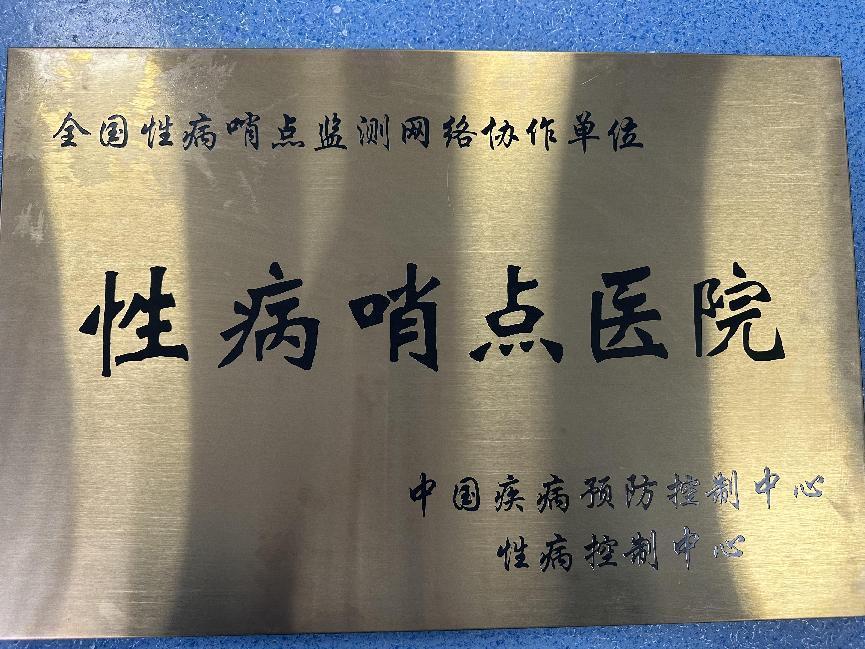 全国性病哨点监测网络协作单位
性病哨点医院
中国疾病预防控制中心
性病控制中心